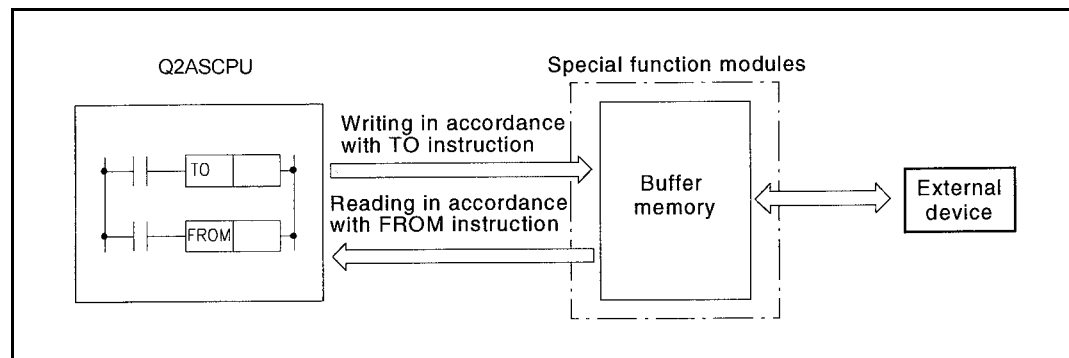 Q2ASCPU
Special function modules
Writing in accordance
with TO instruction
TO
Reading in accordance
with FROM instruction
FROM
Buffer
memory
External
device